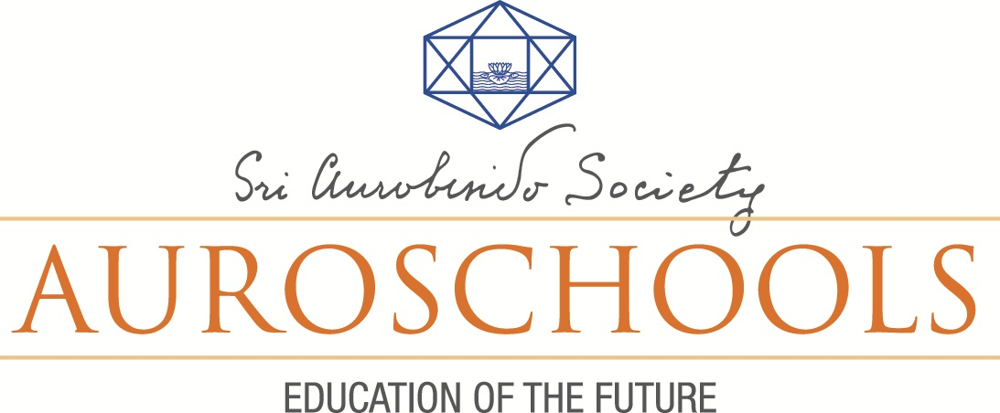 Sri Aurobindo Society
AUROSCHOOLS
EDUCATION OF THE FUTURE